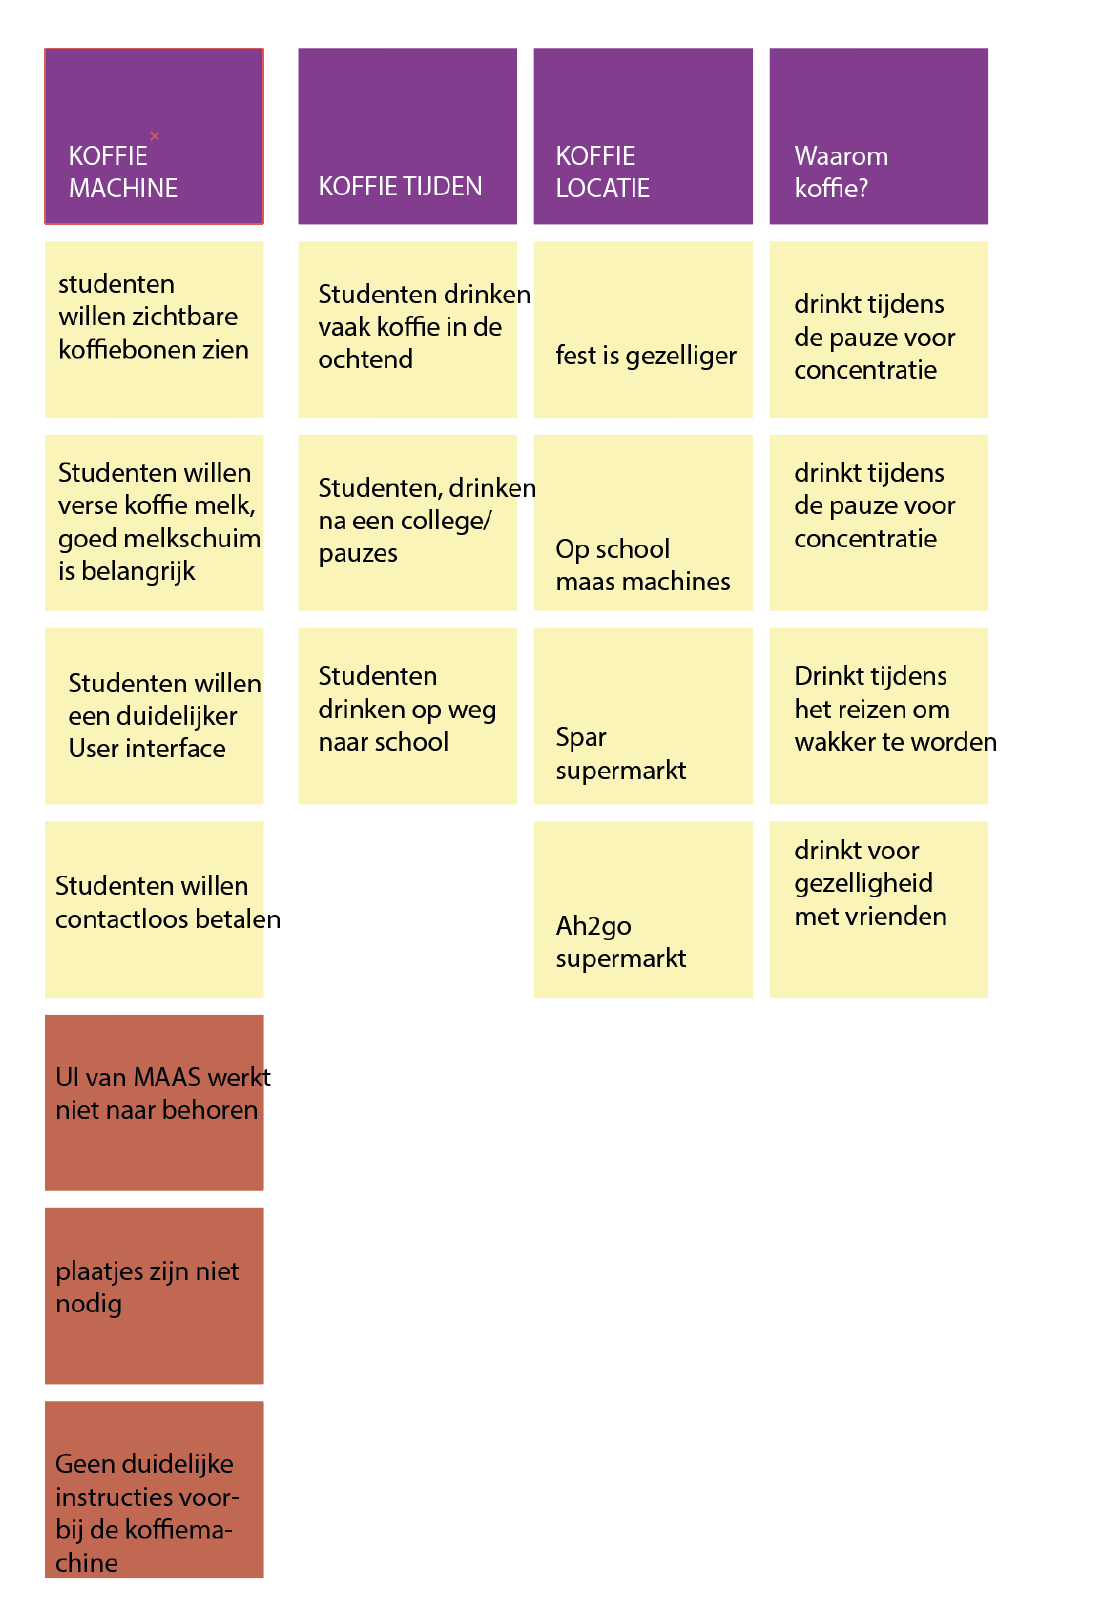 KOFFIE
MACHINE
KOFFIE TIJDEN
KOFFIE
LOCATIE
Waarom
koffie?
studenten
willen zichtbare
koffiebonen zien
Studenten drinken
vaak koffie in de
ochtend
fest is gezelliger
drinkt tijdens
de pauze voor
concentratie
Studenten willen
verse koffie melk,
goed melkschuim
is belangrijk
Studenten, drinken
na een college/
pauzes
Op school
maas machines
drinkt tijdens
de pauze voor
concentratie
Studenten willen
een duidelijker
User interface
Studenten
drinken op weg
naar school
Spar
supermarkt
Drinkt tijdens
het reizen om
wakker te worden
Studenten willen
contactloos betalen
Ah2go
supermarkt
drinkt voor
gezelligheid
met vrienden
UI van MAAS werkt
niet naar behoren
plaatjes zijn niet
nodig
Geen duidelijke
instructies voor-
bij de koffiema-
chine